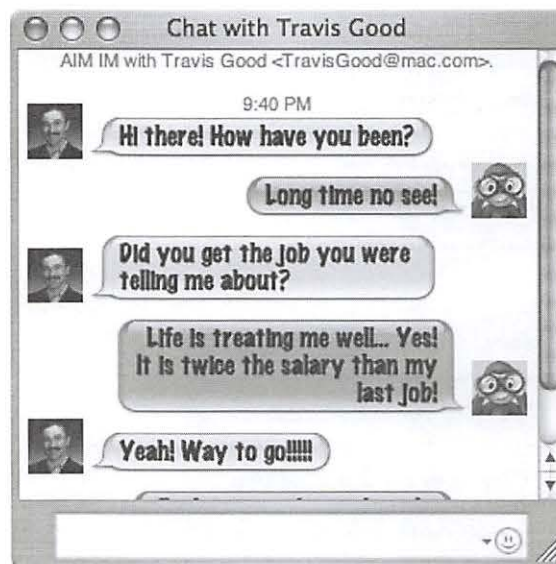 Chat with Travis Good
AIM IM with Travis Good <TravisGood@mac.com>.
9:40 PM
Hi there! How have you been?
Long time no see!
Did you get the job you were
telling me about?
Life is treating me well... Yes!
It is twice the salary than my
last job!
Yeah! Way to go!!!!!